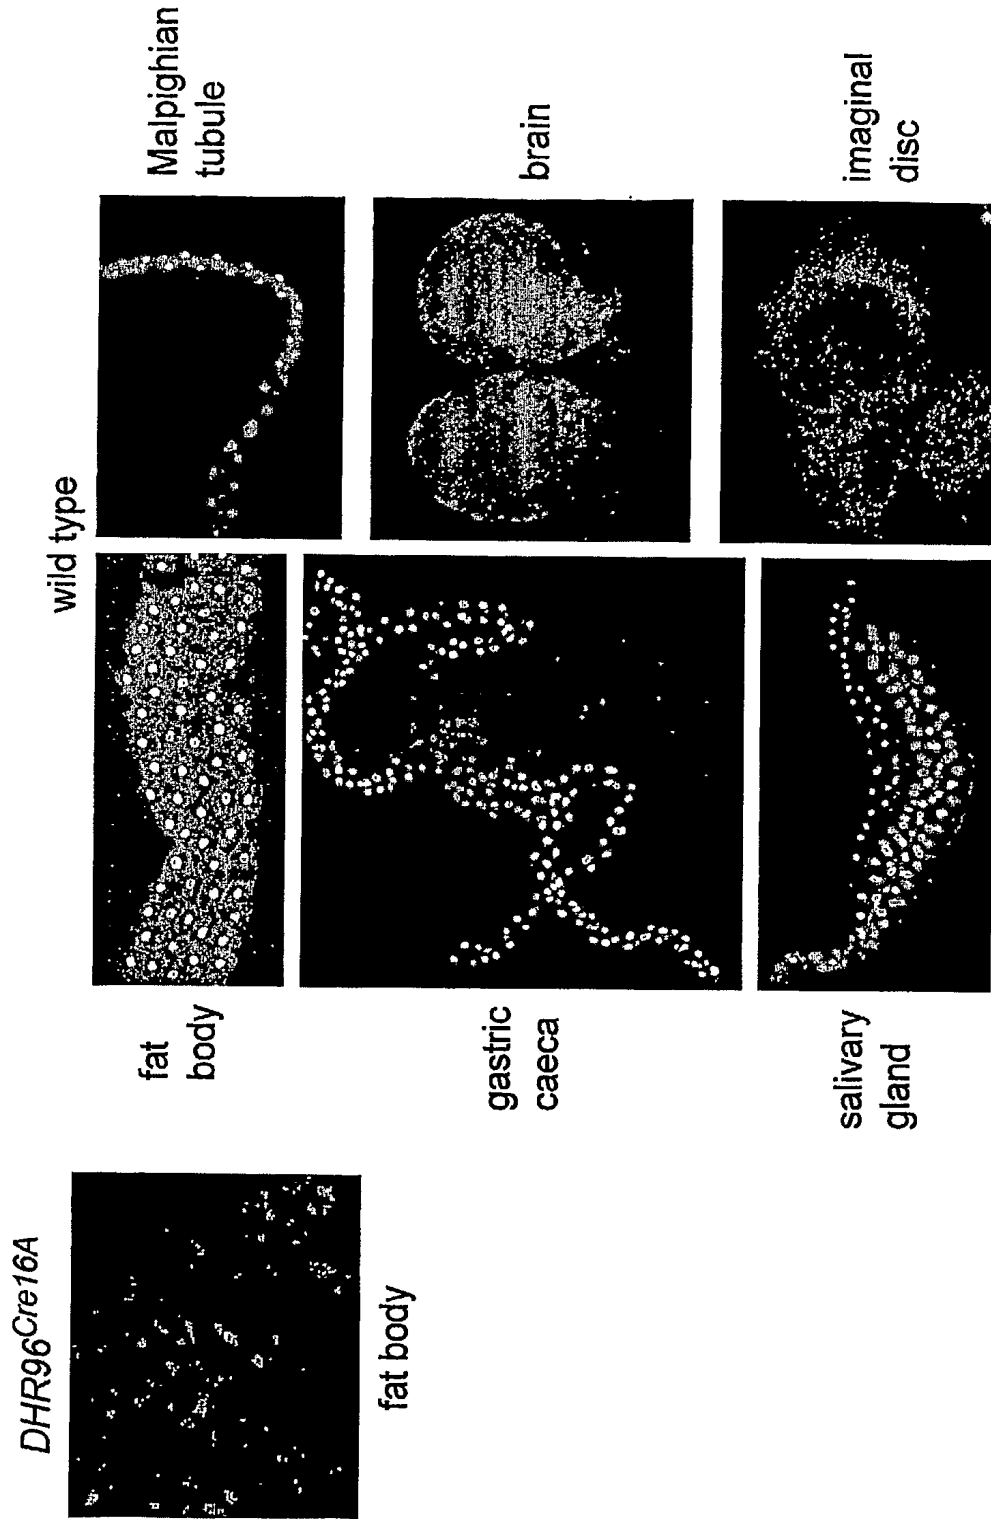 DHR96Cre16A
fat body
wild type
fat
body
Malpighian
tubule
gastric
caeca
brain
salivary
gland
imaginal
disc